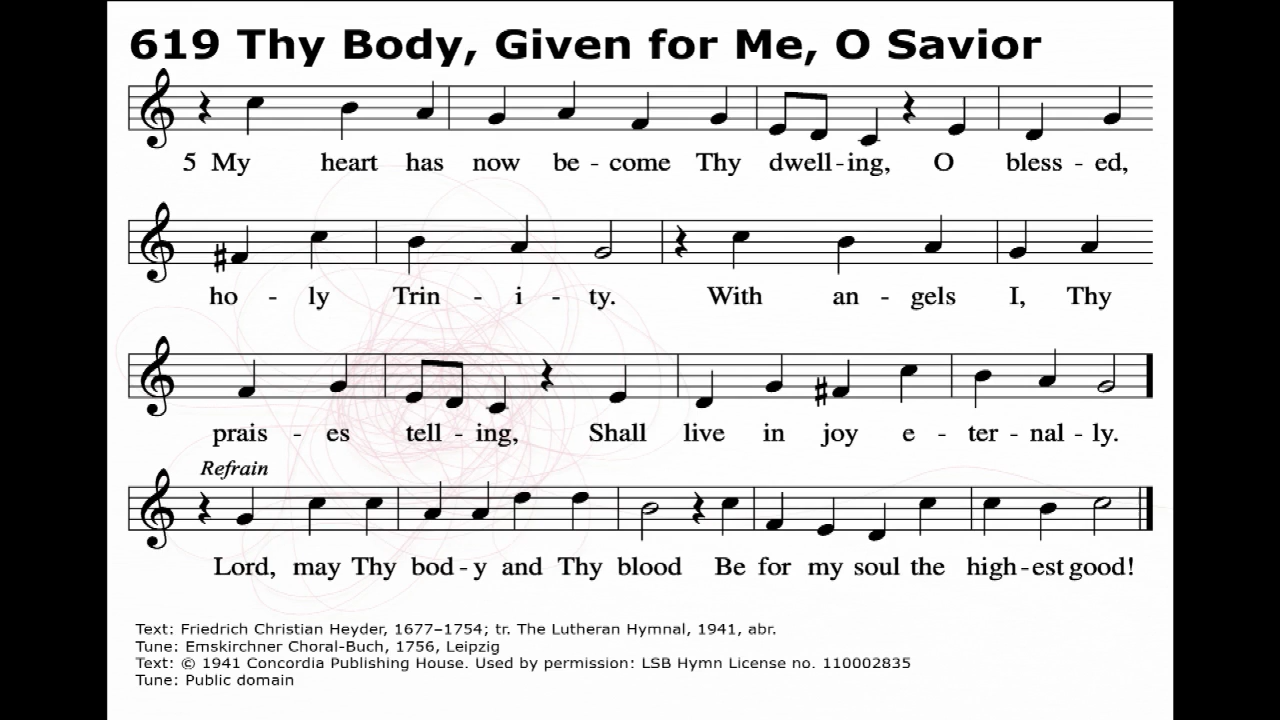 619 Thy Body, Given for Me, O Savior
5 My heart has now be - come Thy dwell - ing, O bless - ed,
ho - ly Trin - i - ty. With an - gels I, Thy
prais - es tell - ing, Shall live in joy e - ter - nal - ly.
Refrain
Lord, may Thy bod - y and Thy blood Be for my soul the high - est good!
Text: Friedrich Christian Heyder, 1677–1754; tr. The Lutheran Hymnal, 1941, abr.
Tune: Emskirchner Choral-Buch, 1756, Leipzig
Text: © 1941 Concordia Publishing House. Used by permission: LSB Hymn License no. 110002835
Tune: Public domain